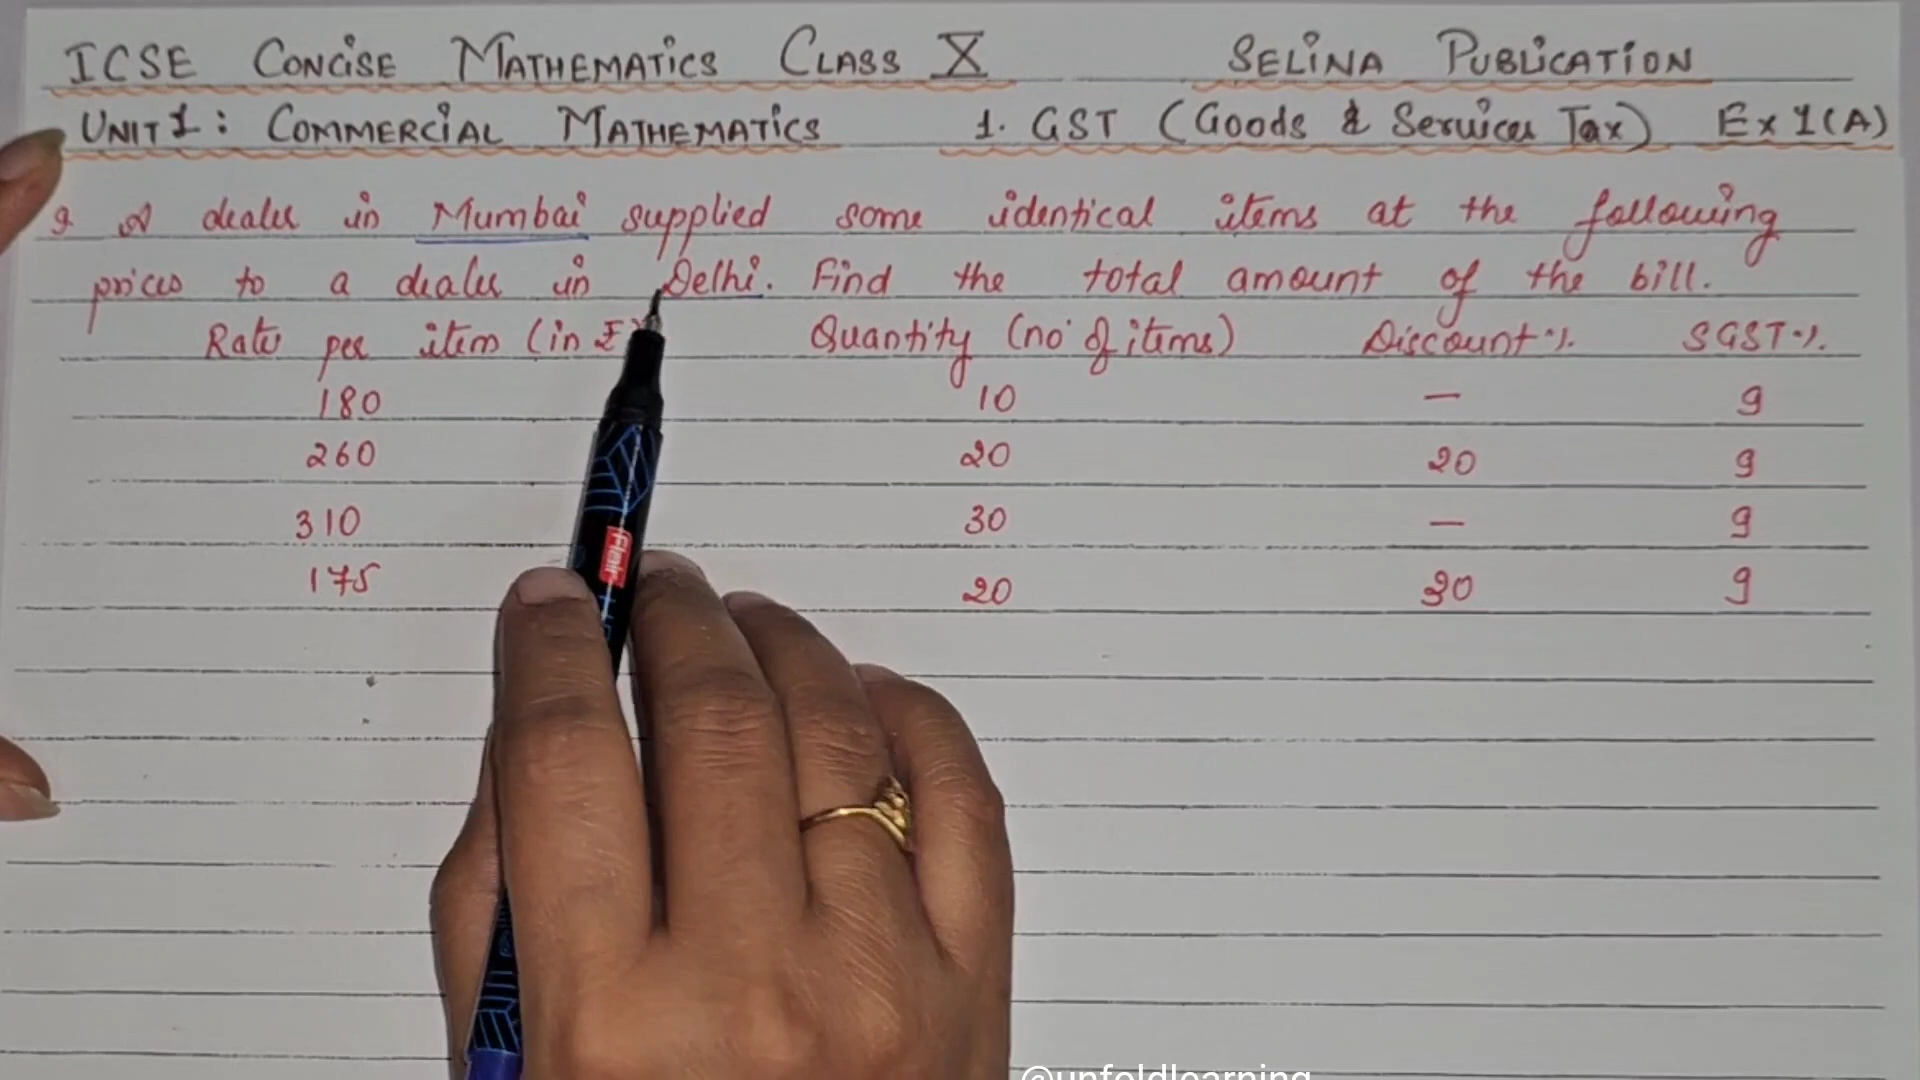 ICSE CONCISE MATHEMATICS CLASS X SELINA PUBLICATION
UNIT 1: COMMERCIAL MATHEMATICS 1. GST (Goods & Services Tax) Ex 1(A)
9 A dealer in Mumbai supplied some identical items at the following
prices to a dealer in Delhi. Find the total amount of the bill.
Rate per item (in ₹) Quantity (no. of items) Discount % SGST %
180 10 — 9
260 20 20 9
310 30 — 9
175 20 30 9
Flair
@unfoldlearning